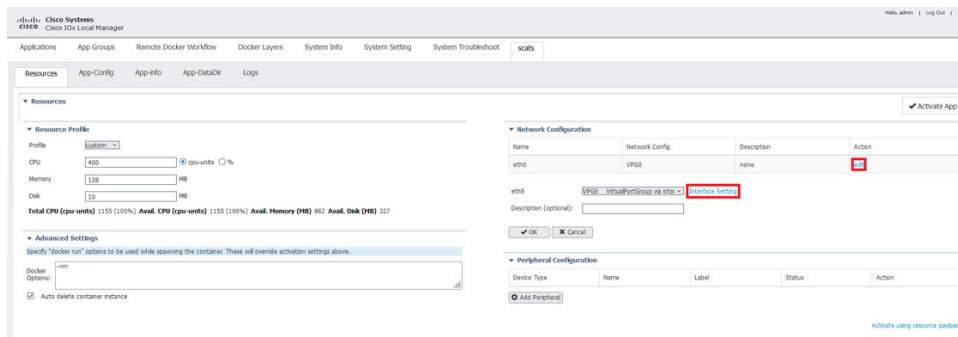 Hello, admin | Log Out |
Cisco Systems
CISCO Cisco IOx Local Manager
Applications App Groups Remote Docker Workflow Docker Layers System Info System Setting System Troubleshoot scats
Resources App-Config App-info App-DataDir Logs
Resources
Activate App
Resource Profile
Profile custom
CPU 400 cpu-units %
Memory 128 MB
Disk 10 MB
Total CPU (cpu-units) 1155 (100%) Avail. CPU (cpu-units) 1155 (100%) Avail. Memory (MB) 862 Avail. Disk (MB) 327
Advanced Settings
Specify "docker run" options to be used while spawning the container. These will override activation settings above.
Docker Options: --rm
Auto delete container instance
Network Configuration
Name Network Config Description Action
eth0 VPG0 none edit
eth0 VPG0 VirtualPortGroup via intp Interface Setting
Description (optional):
OK Cancel
Peripheral Configuration
Device Type Name Label Status Action
Add Peripheral
Activate using resource payload